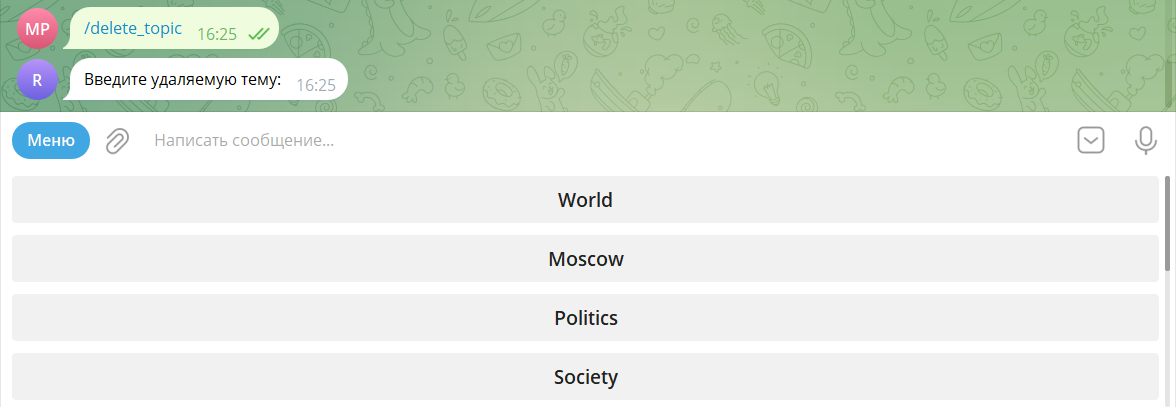 MP
/delete_topic 16:25
R
Введите удаляемую тему: 16:25
Меню
Написать сообщение...
World
Moscow
Politics
Society